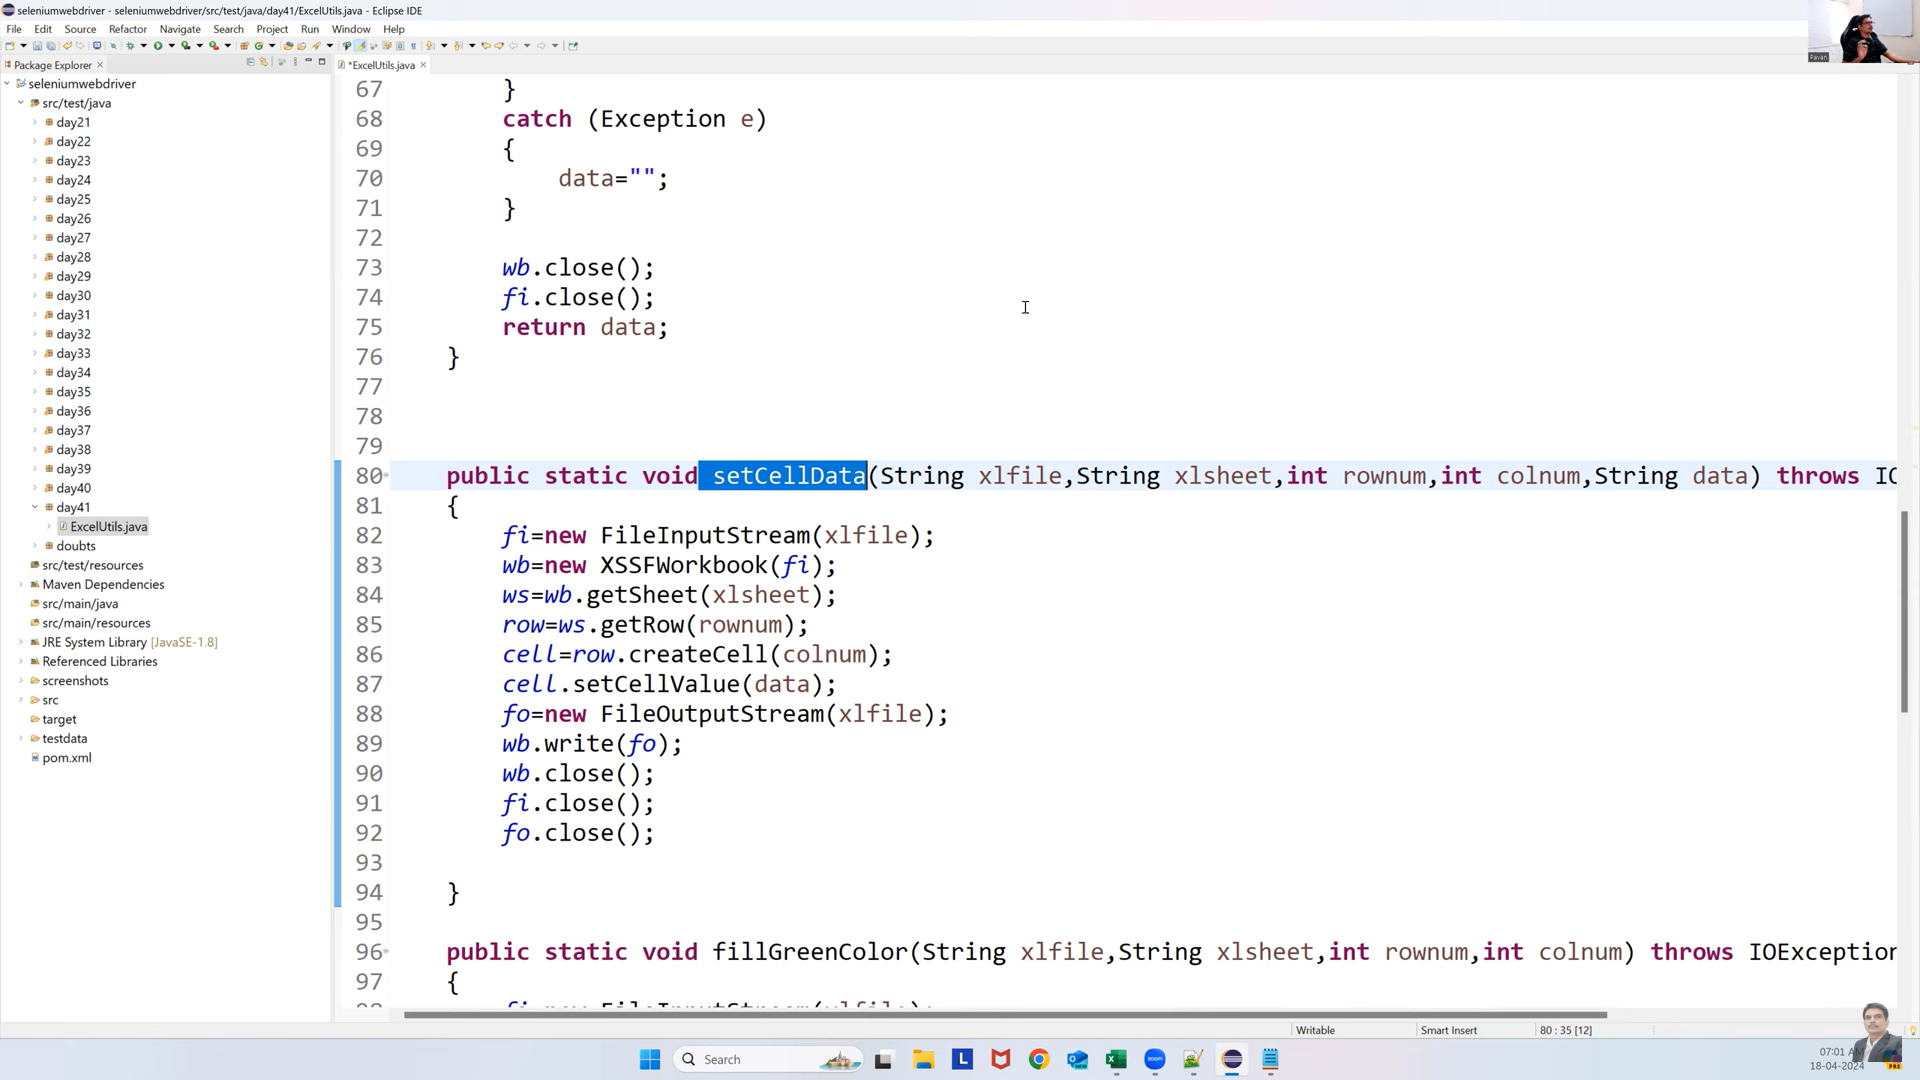 seleniumwebdriver - seleniumwebdriver/src/test/java/day41/ExcelUtils.java - Eclipse IDE
File Edit Source Refactor Navigate Search Project Run Window Help
Package Explorer
*ExcelUtils.java
seleniumwebdriver
src/test/java
day21
day22
day23
day24
day25
day26
day27
day28
day29
day30
day31
day32
day33
day34
day35
day36
day37
day38
day39
day40
day41
ExcelUtils.java
doubts
src/test/resources
Maven Dependencies
src/main/java
src/main/resources
JRE System Library [JavaSE-1.8]
Referenced Libraries
screenshots
src
target
testdata
pom.xml
67 }
68 catch (Exception e)
69 {
70 data="";
71 }
72
73 wb.close();
74 fi.close();
75 return data;
76 }
77
78
79
80 public static void setCellData(String xlfile,String xlsheet,int rownum,int colnum,String data) throws IO
81 {
82 fi=new FileInputStream(xlfile);
83 wb=new XSSFWorkbook(fi);
84 ws=wb.getSheet(xlsheet);
85 row=ws.getRow(rownum);
86 cell=row.createCell(colnum);
87 cell.setCellValue(data);
88 fo=new FileOutputStream(xlfile);
89 wb.write(fo);
90 wb.close();
91 fi.close();
92 fo.close();
93
94 }
95
96 public static void fillGreenColor(String xlfile,String xlsheet,int rownum,int colnum) throws IOException
97 {
Pavan
Writable Smart Insert 80 : 35 [12]
Search
07:01 AM
18-04-2024